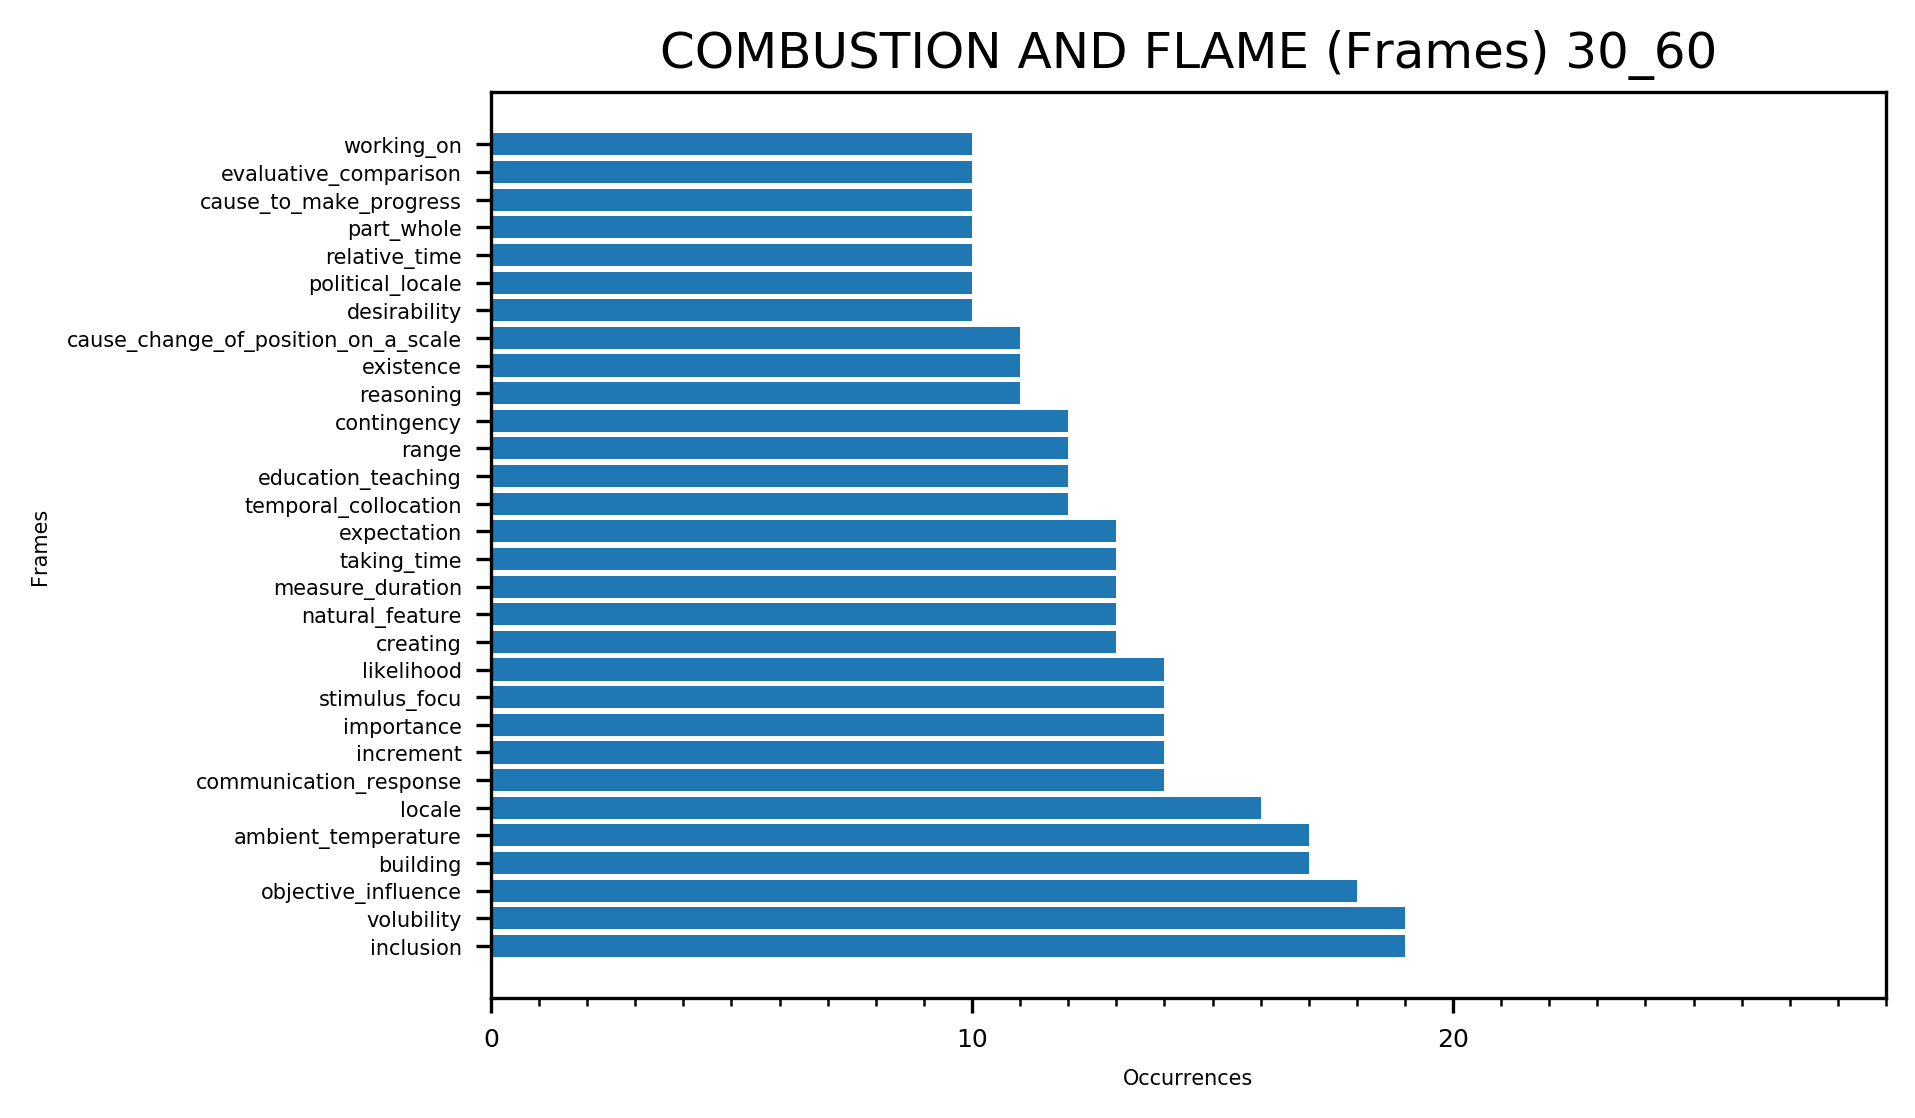 COMBUSTION AND FLAME (Frames) 30_60
working_on
evaluative_comparison
cause_to_make_progress
part_whole
relative_time
political_locale
desirability
cause_change_of_position_on_a_scale
existence
reasoning
contingency
range
education_teaching
temporal_collocation
expectation
taking_time
measure_duration
natural_feature
creating
likelihood
stimulus_focu
importance
increment
communication_response
locale
ambient_temperature
building
objective_influence
volubility
inclusion
Frames
0 10 20
Occurrences